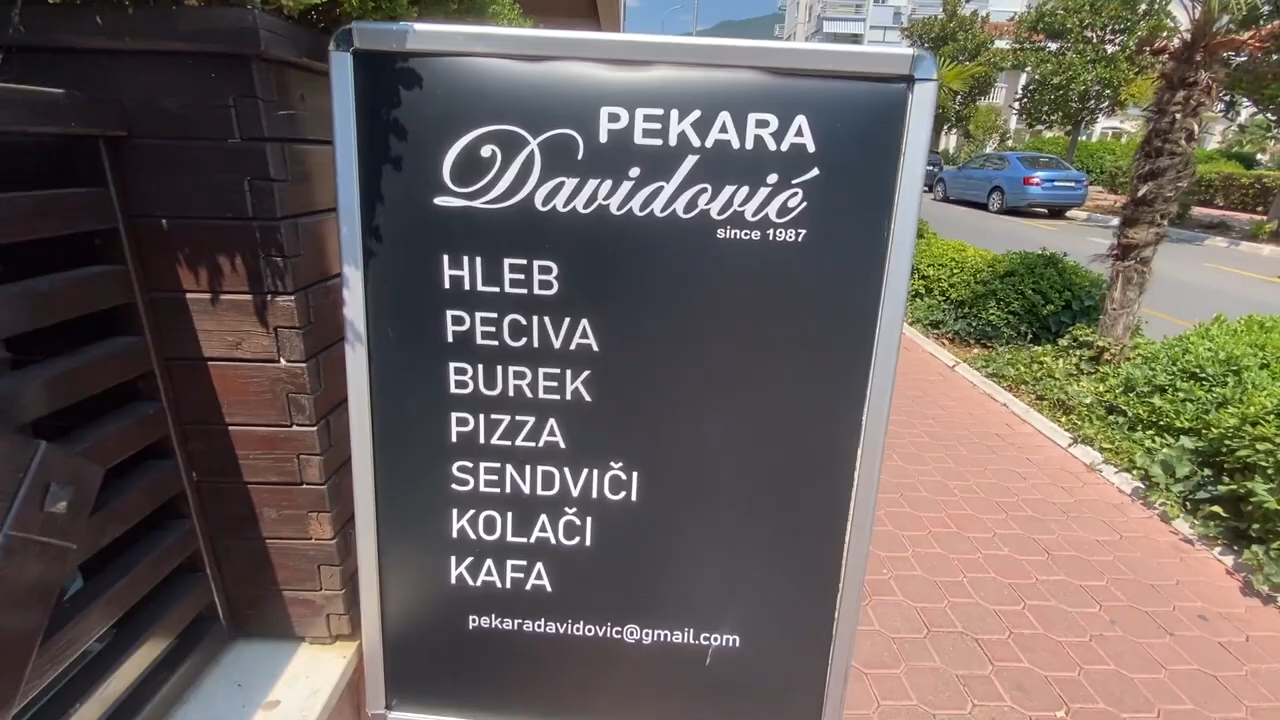 PEKARA
Davidović
since 1987
HLEB
PECIVA
BUREK
PIZZA
SENDVIČI
KOLAČI
KAFA
pekaradavidovic@gmail.com